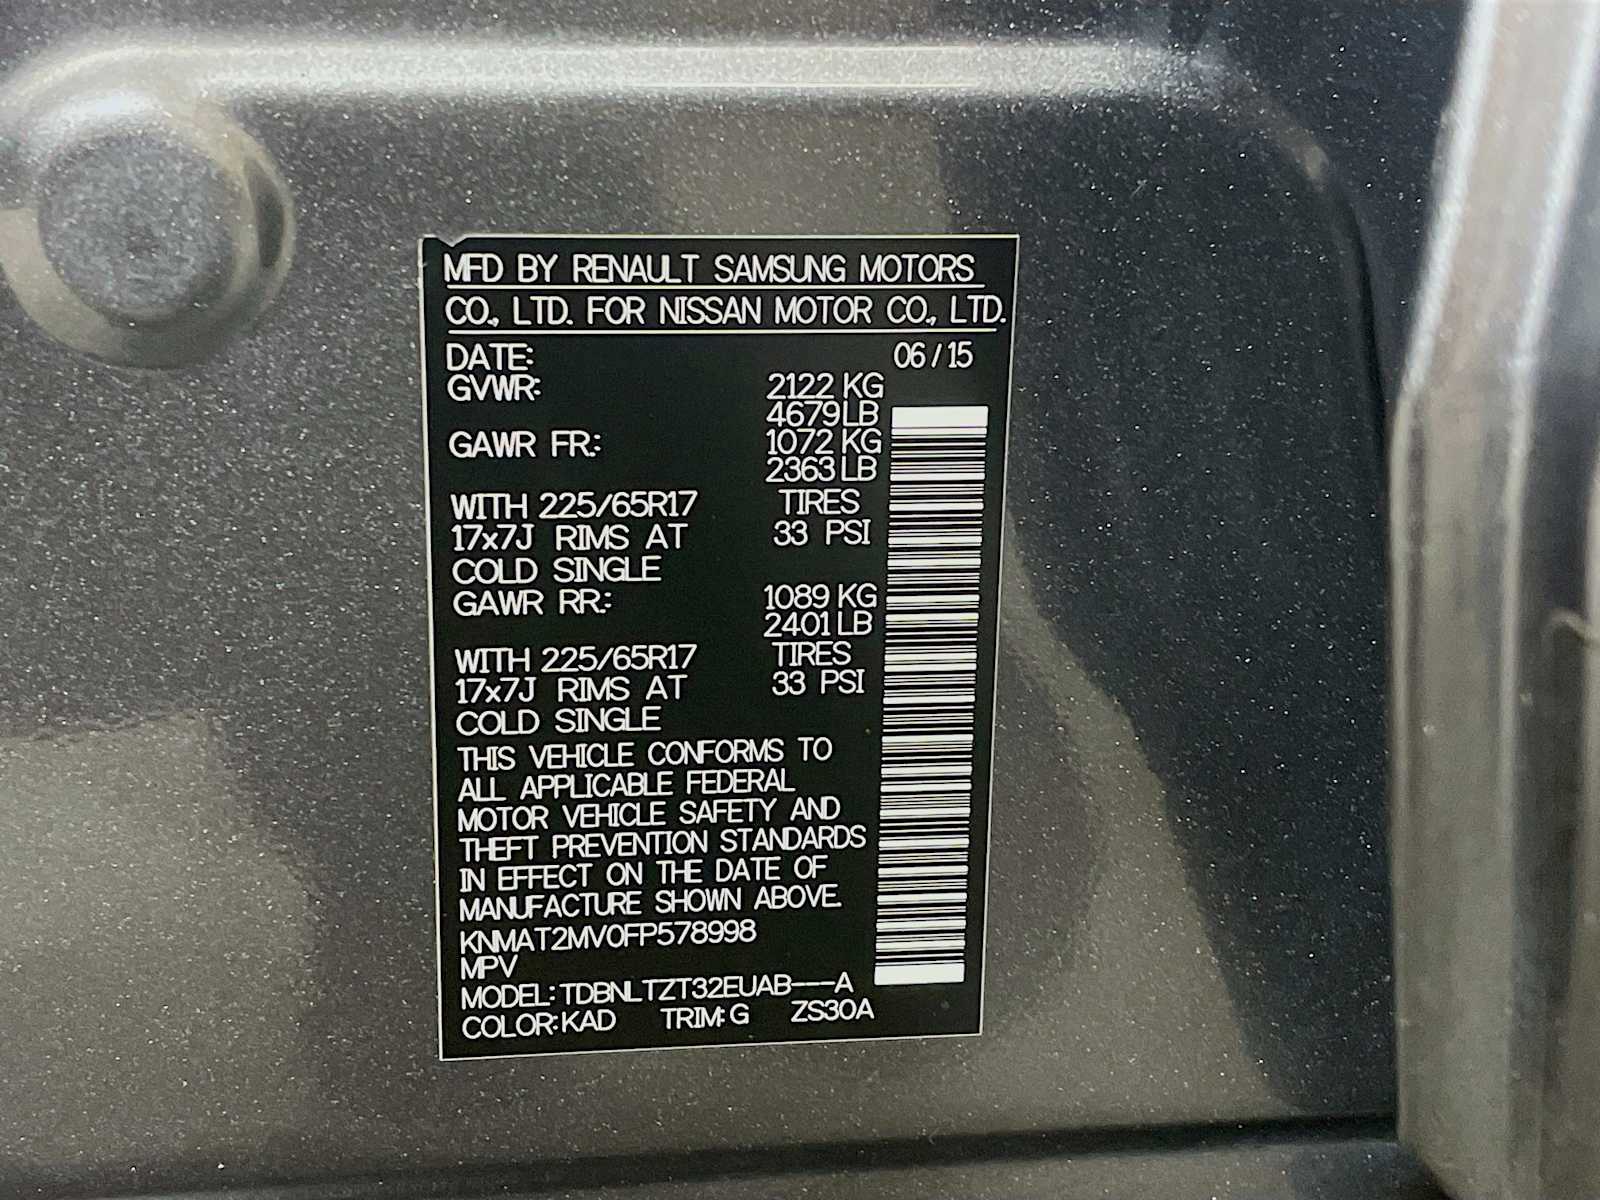 MFD BY RENAULT SAMSUNG MOTORS
CO., LTD. FOR NISSAN MOTOR CO., LTD.
DATE: 06 / 15
GVWR: 2122 KG
4679 LB
GAWR FR.: 1072 KG
2363 LB
WITH 225/65R17 TIRES
17x7J RIMS AT 33 PSI
COLD SINGLE
GAWR RR.: 1089 KG
2401 LB
WITH 225/65R17 TIRES
17x7J RIMS AT 33 PSI
COLD SINGLE
THIS VEHICLE CONFORMS TO
ALL APPLICABLE FEDERAL
MOTOR VEHICLE SAFETY AND
THEFT PREVENTION STANDARDS
IN EFFECT ON THE DATE OF
MANUFACTURE SHOWN ABOVE.
KNMAT2MV0FP578998
MPV
MODEL: TDBNLTZT32EUAB---A
COLOR: KAD TRIM: G ZS30A